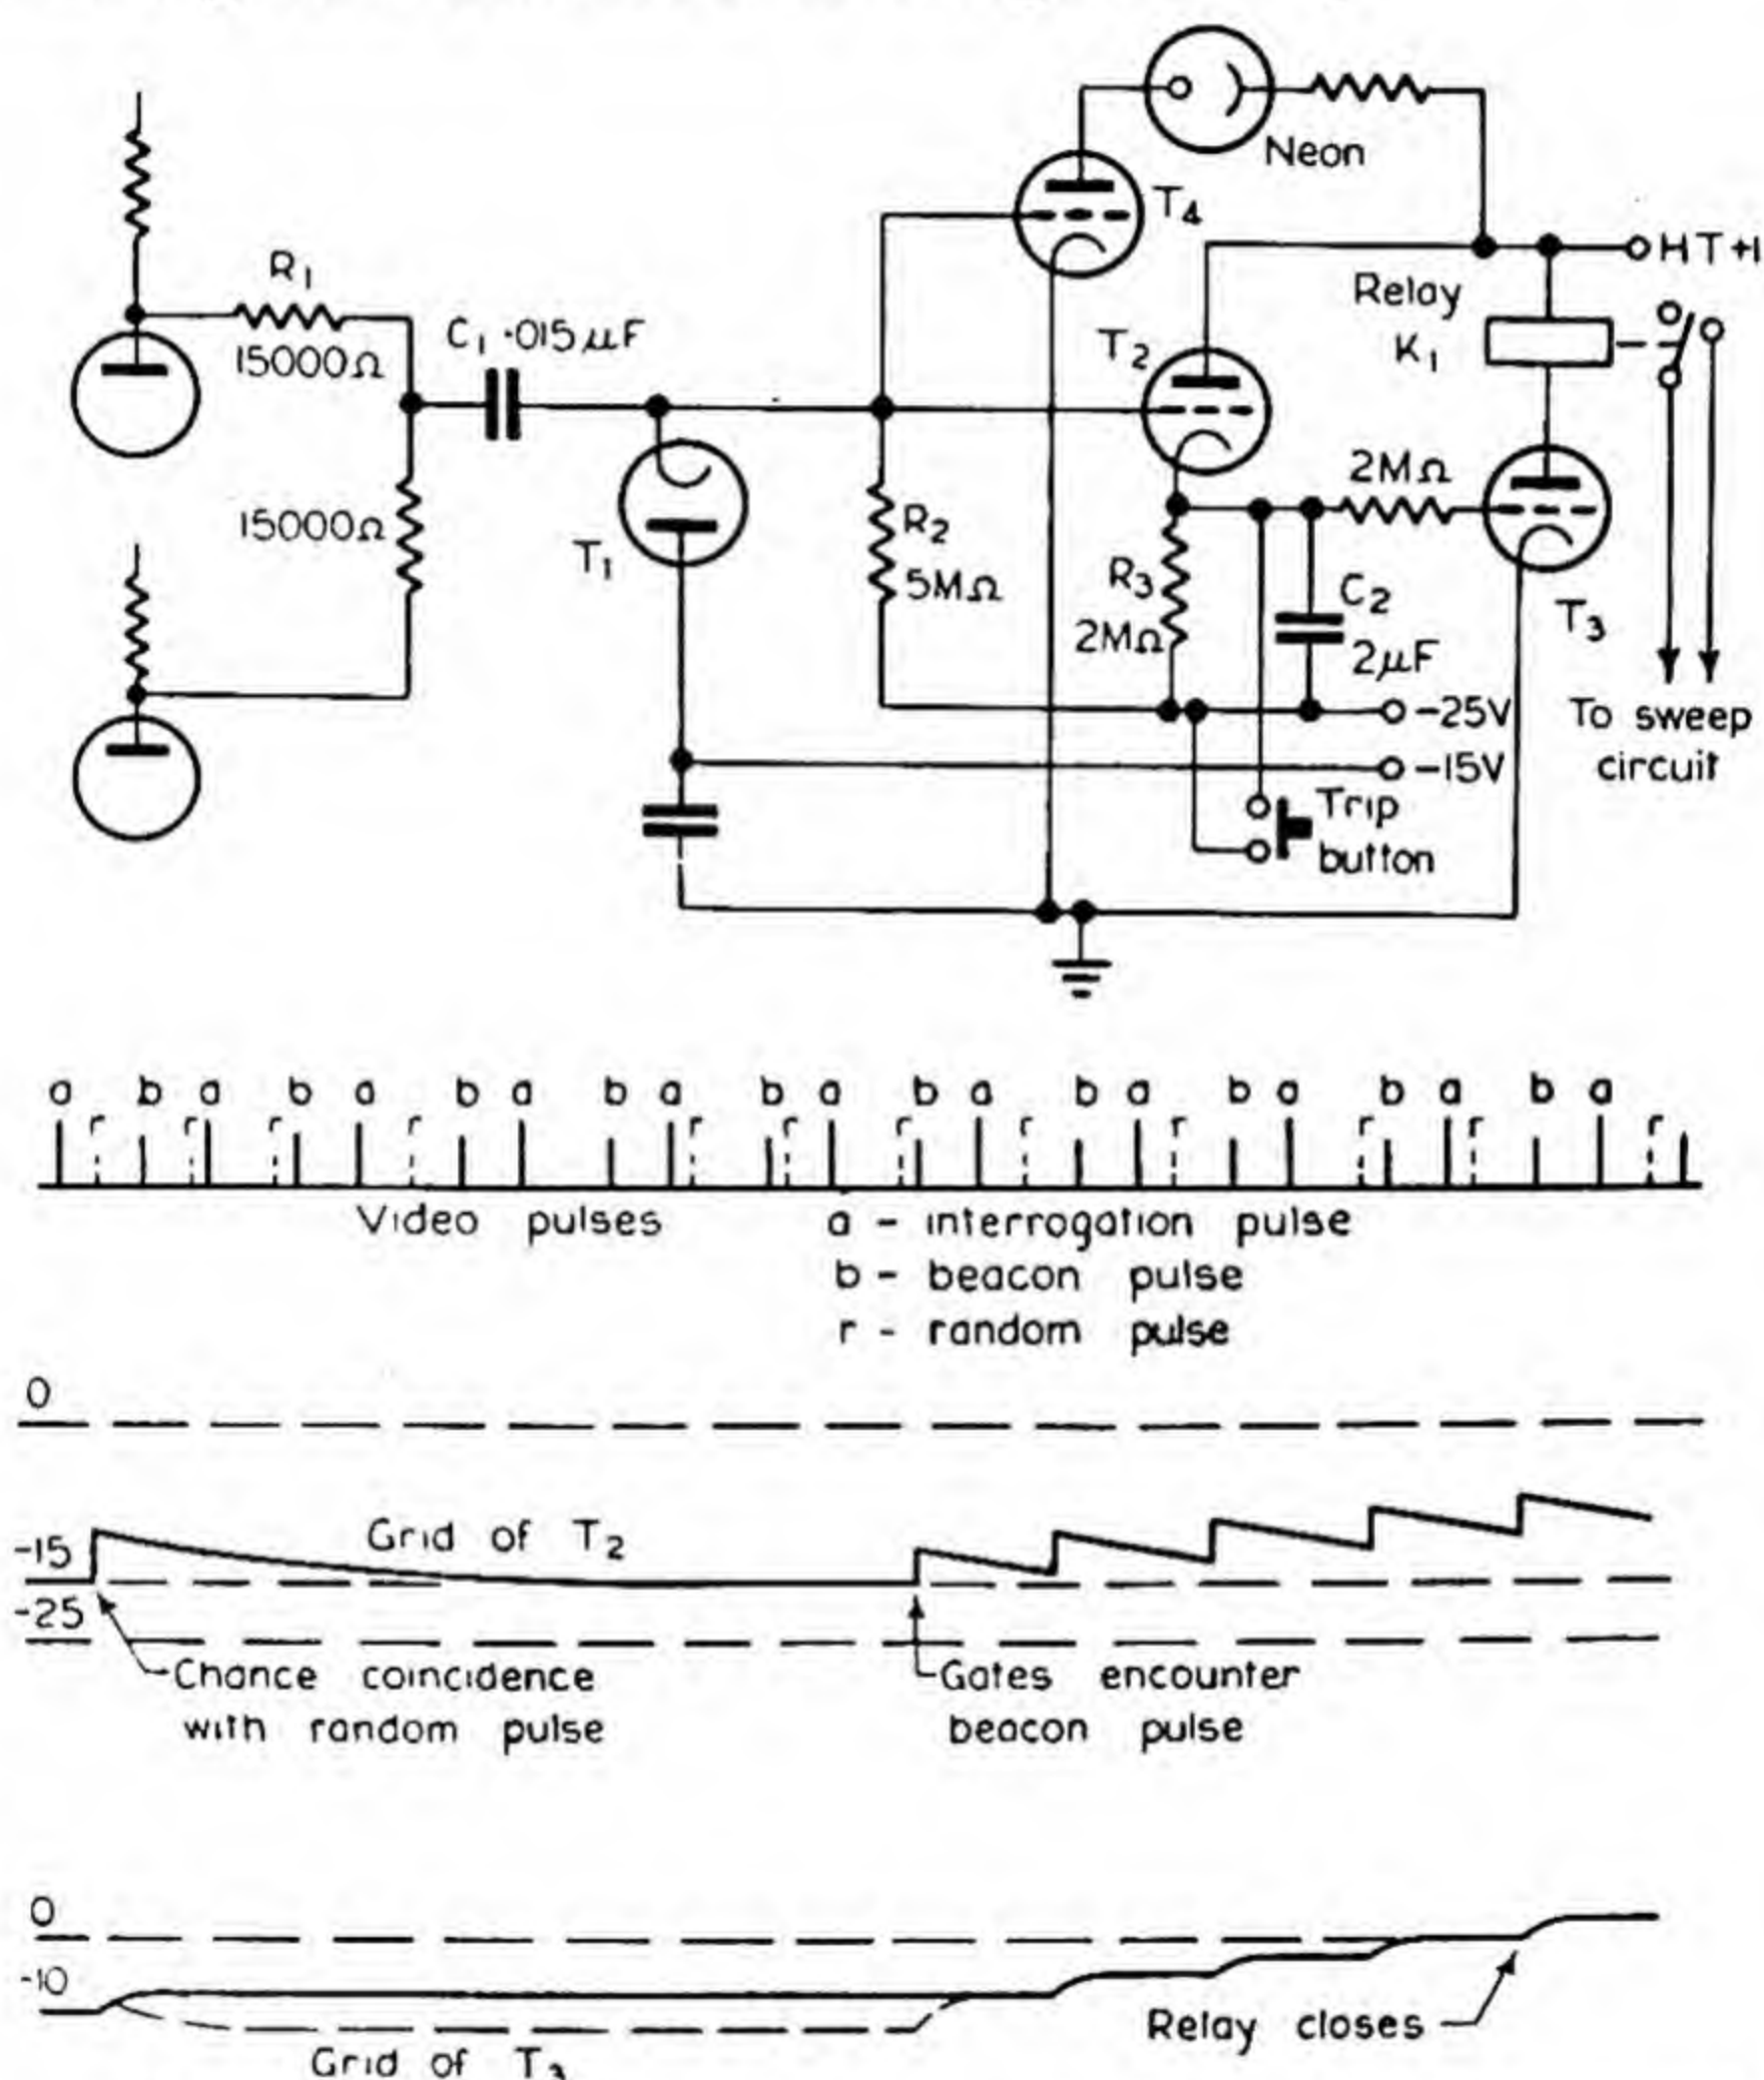 Neon
T4
R1
15000Ω
C1 ·015μF
HT+
Relay
K1
T2
15000Ω
T1
R2
5MΩ
2MΩ
R3
2MΩ
C2
2μF
T3
-25V
-15V
To sweep
circuit
Trip
button
a b a b a b a b a b a b a b a b a b a b a
r r r r r r r r r r r r
Video pulses
a - interrogation pulse
b - beacon pulse
r - random pulse
0
Grid of T2
-15
-25
Chance coincidence
with random pulse
Gates encounter
beacon pulse
0
-10
Relay closes
Grid of T3